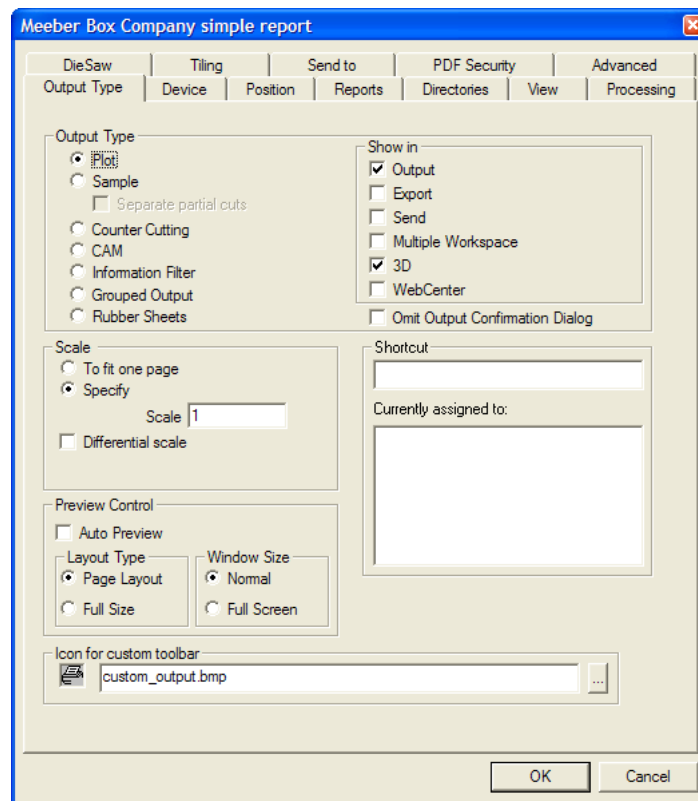 Meeber Box Company simple report
DieSaw Tiling Send to PDF Security Advanced
Output Type Device Position Reports Directories View Processing
Output Type
Plot
Sample
Separate partial cuts
Counter Cutting
CAM
Information Filter
Grouped Output
Rubber Sheets
Show in
Output
Export
Send
Multiple Workspace
3D
WebCenter
Omit Output Confirmation Dialog
Scale
To fit one page
Specify
Scale 1
Differential scale
Shortcut
Currently assigned to:
Preview Control
Auto Preview
Layout Type
Page Layout
Full Size
Window Size
Normal
Full Screen
Icon for custom toolbar
custom_output.bmp
...
OK Cancel